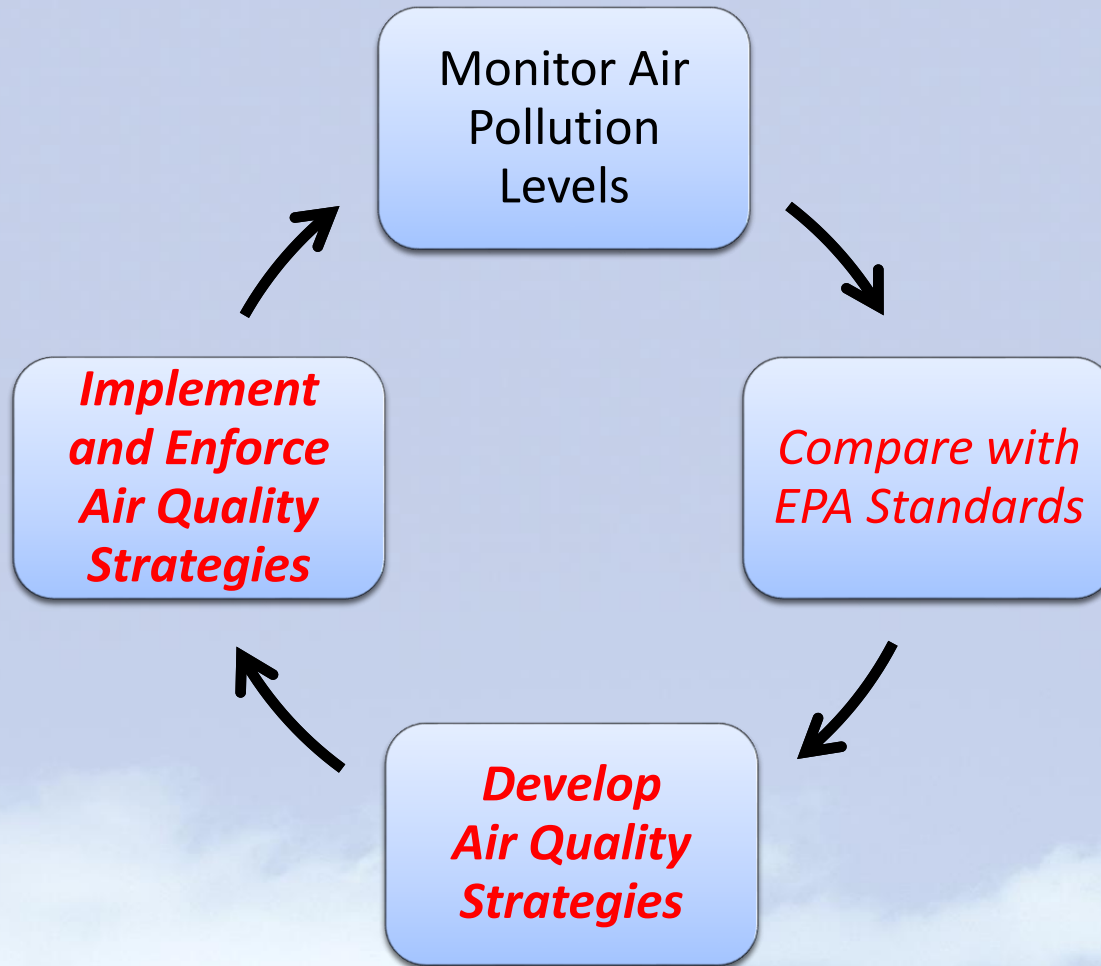 Monitor Air
Pollution
Levels
Compare with
EPA Standards
Develop
Air Quality
Strategies
Implement
and Enforce
Air Quality
Strategies